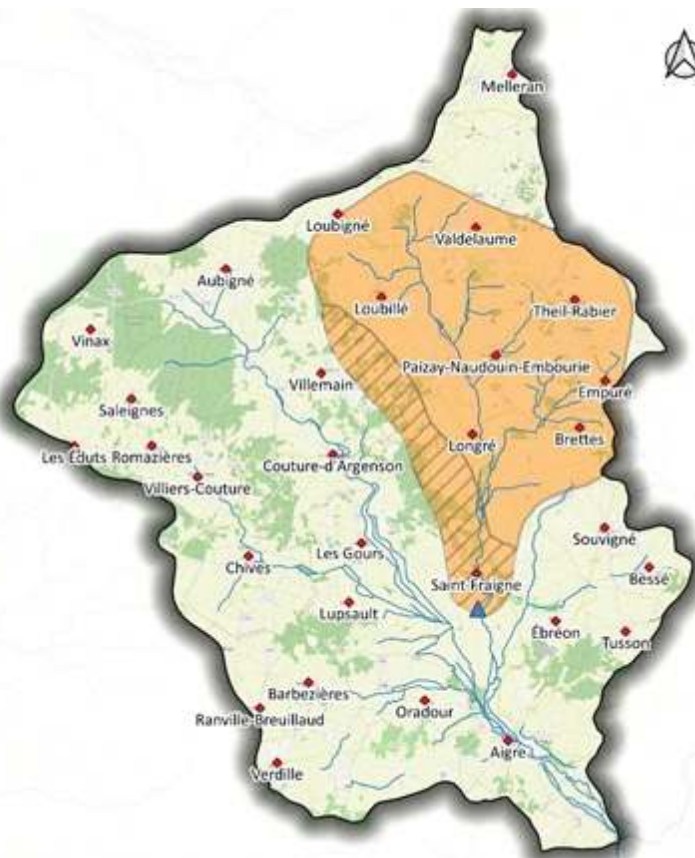 Melleran
Loubigné
Valdelaume
Aubigné
Loubillé
Theil-Rabier
Vinax
Paizay-Naudouin-Embourie
Villemain
Empuré
Saleignes
Brettes
Longré
Les Éduts Romazières
Couture-d'Argenson
Villiers-Couture
Souvigné
Les Gours
Chives
Bessé
Saint-Fraigne
Lupsault
Ébréon
Tusson
Barbezières
Ranville-Breuillaud
Oradour
Aigre
Verdille